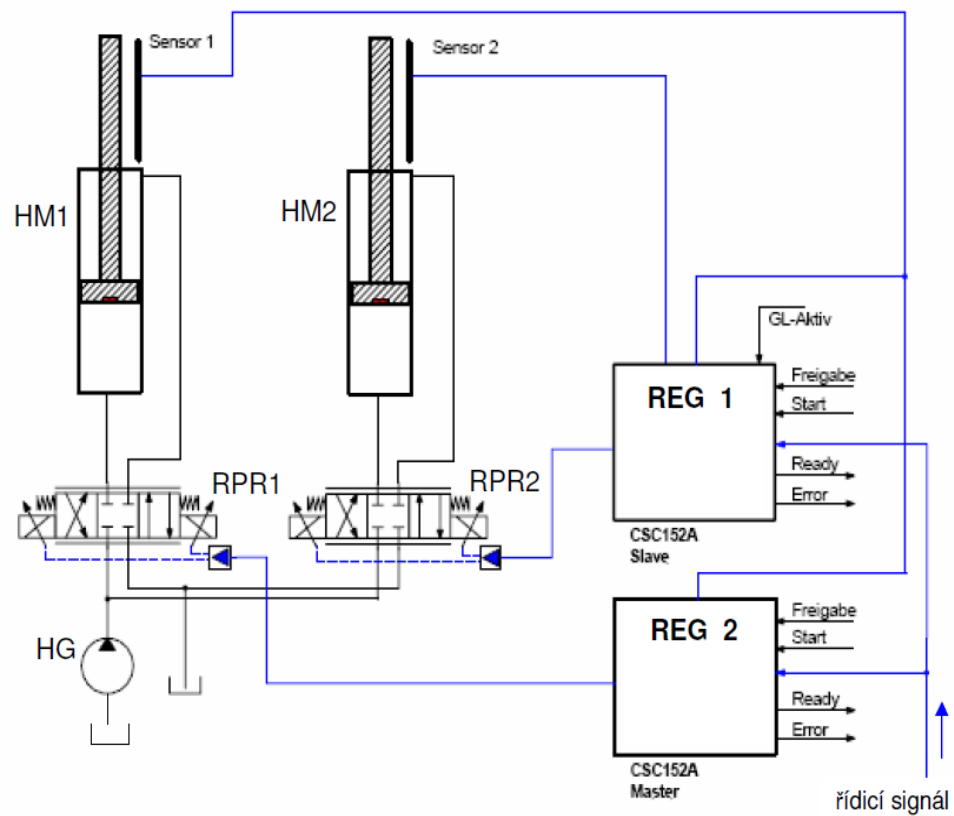 Sensor 1
Sensor 2
HM1
HM2
GL-Aktiv
REG 1
Freigabe
Start
Ready
Error
RPR1
RPR2
CSC152A
Slave
REG 2
Freigabe
Start
HG
Ready
Error
CSC152A
Master
řídicí signál